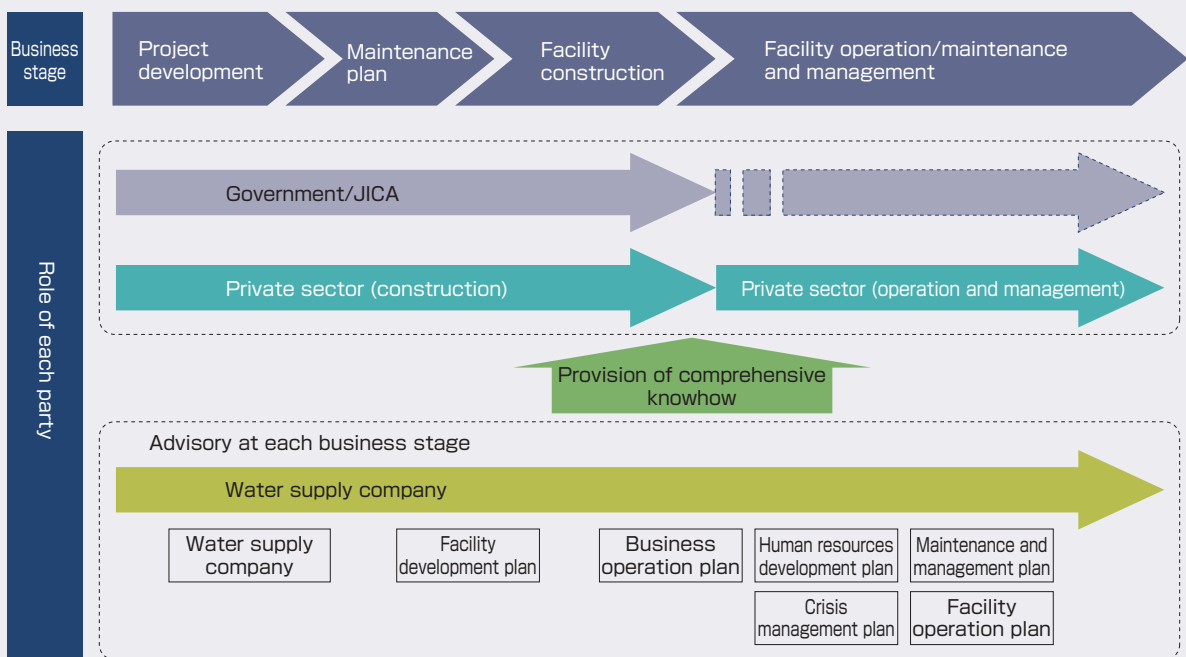 Business
stage
Project
development
Maintenance
plan
Facility
construction
Facility operation/maintenance
and management
Role of each party
Government/JICA
Private sector (construction)
Private sector (operation and management)
Provision of comprehensive
knowhow
Advisory at each business stage
Water supply company
Water supply
company
Facility
development plan
Business
operation plan
Human resources
development plan
Maintenance and
management plan
Crisis
management plan
Facility
operation plan